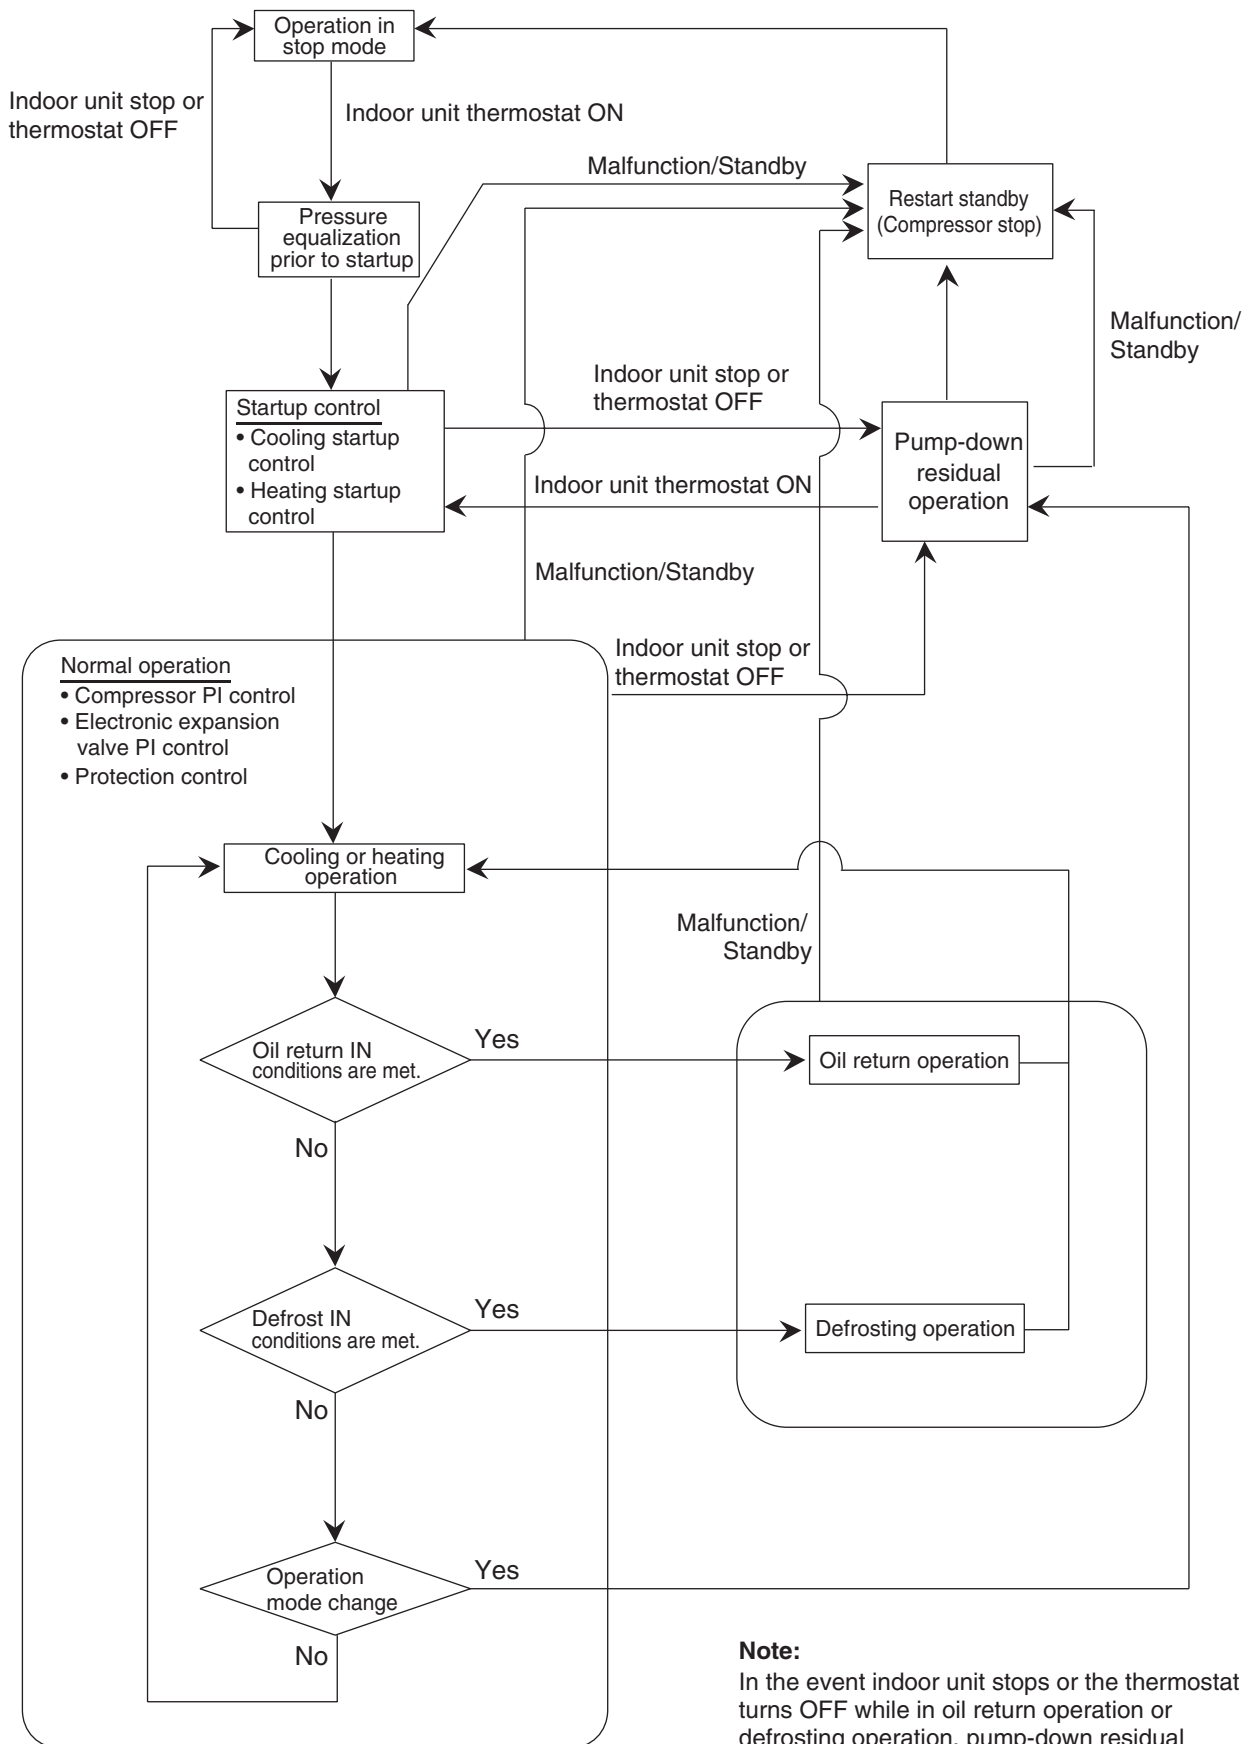 Operation in
stop mode
Indoor unit stop or
thermostat OFF
Indoor unit thermostat ON
Malfunction/Standby
Restart standby
(Compressor stop)
Pressure
equalization
prior to startup
Malfunction/
Standby
Indoor unit stop or
thermostat OFF
Startup control
• Cooling startup
control
• Heating startup
control
Pump-down
residual
operation
Indoor unit thermostat ON
Malfunction/Standby
Indoor unit stop or
thermostat OFF
Normal operation
• Compressor PI control
• Electronic expansion
valve PI control
• Protection control
Cooling or heating
operation
Malfunction/
Standby
Oil return IN
conditions are met.
Yes
Oil return operation
No
Defrost IN
conditions are met.
Yes
Defrosting operation
No
Operation
mode change
Yes
No
Note:
In the event indoor unit stops or the thermostat
turns OFF while in oil return operation or
defrosting operation, pump-down residual